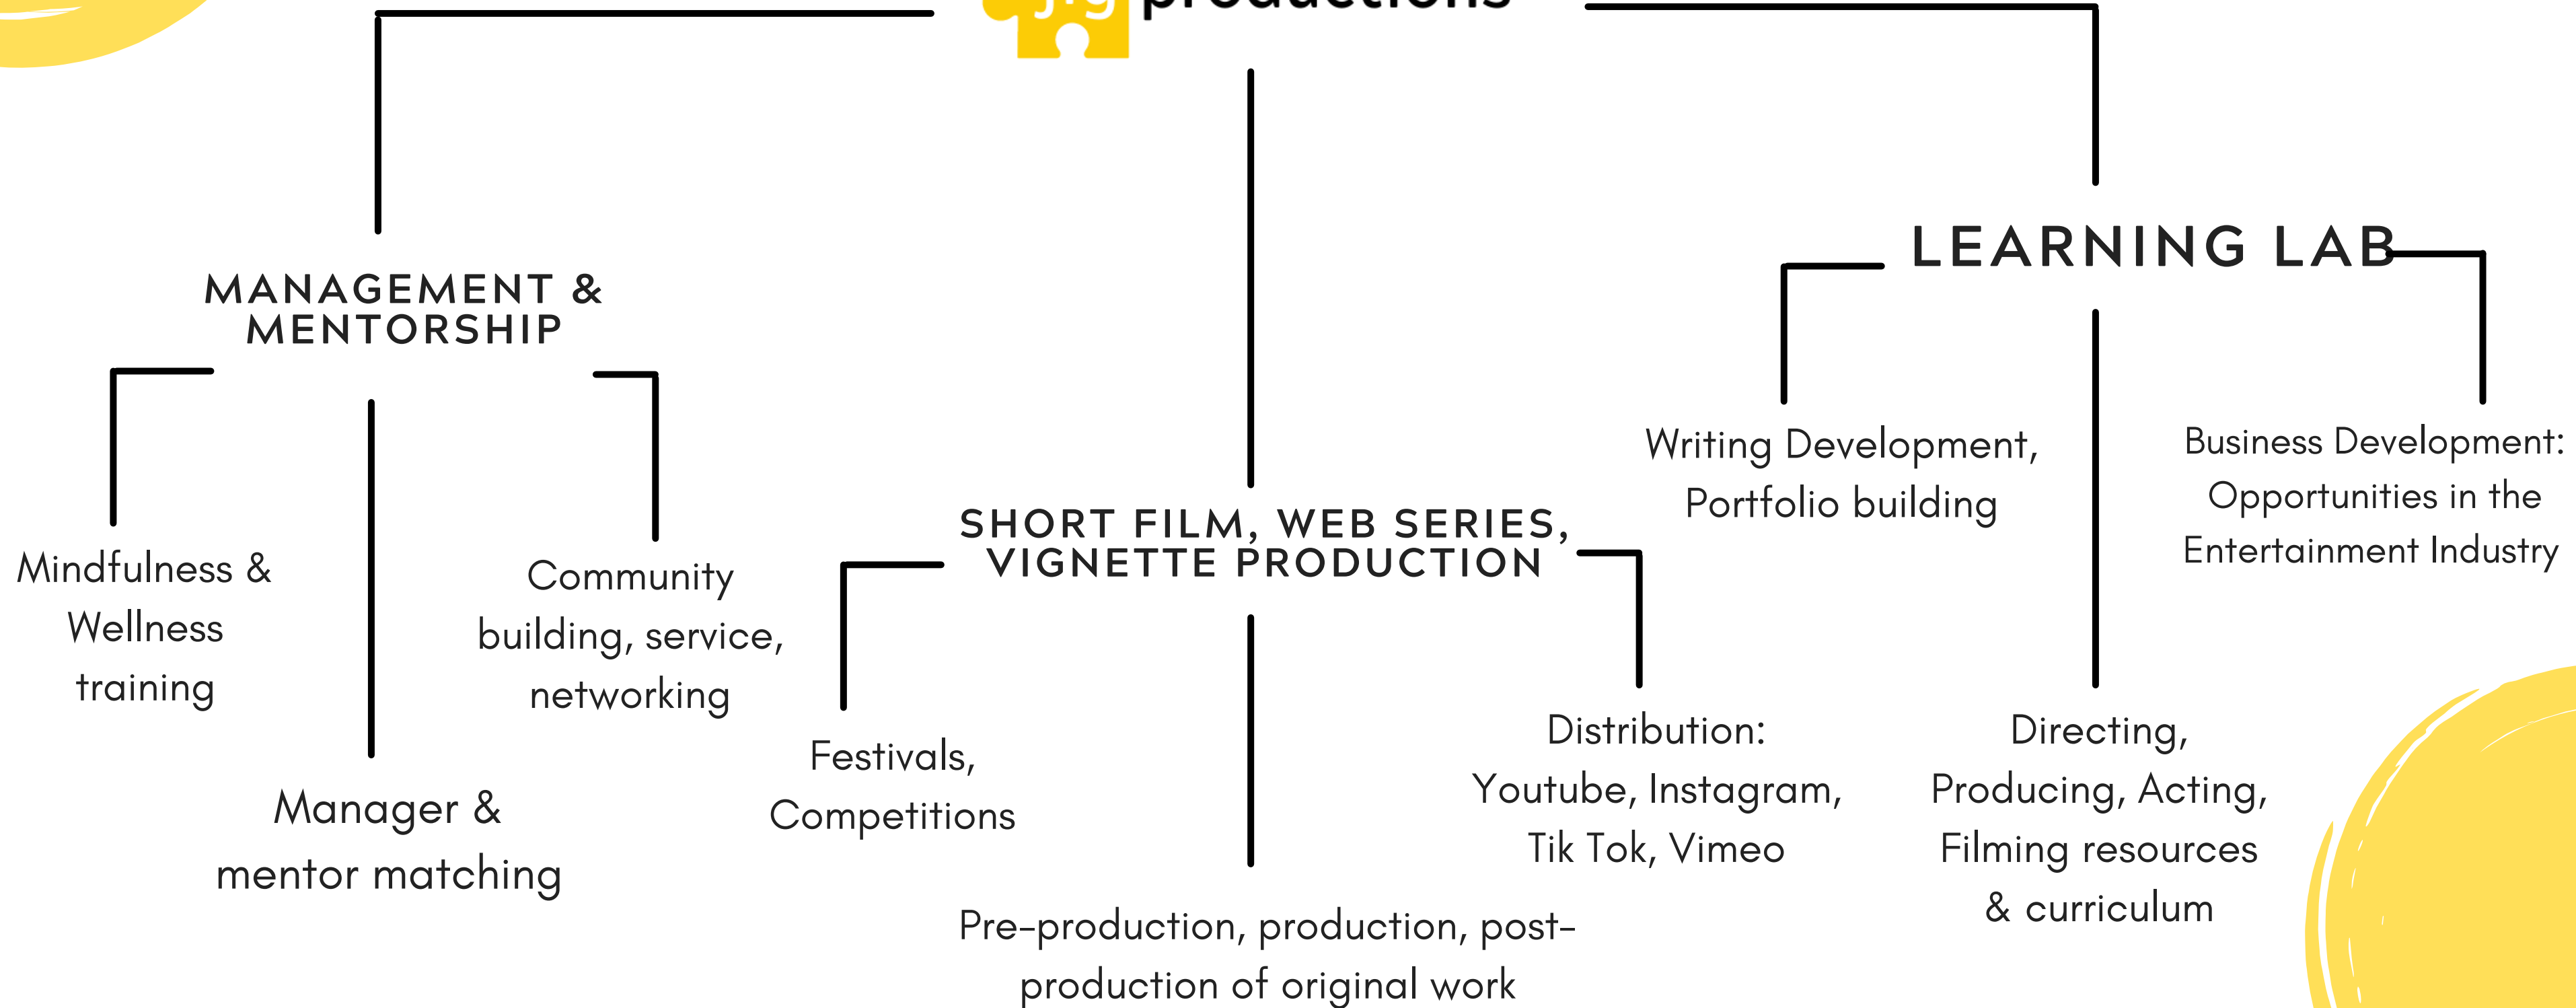 jig productions
MANAGEMENT &
MENTORSHIP
Mindfulness &
Wellness
training
Manager &
mentor matching
Community
building, service,
networking
SHORT FILM, WEB SERIES,
VIGNETTE PRODUCTION
Festivals,
Competitions
Pre-production, production, post-
production of original work
Distribution:
Youtube, Instagram,
Tik Tok, Vimeo
LEARNING LAB
Writing Development,
Portfolio building
Directing,
Producing, Acting,
Filming resources
& curriculum
Business Development:
Opportunities in the
Entertainment Industry